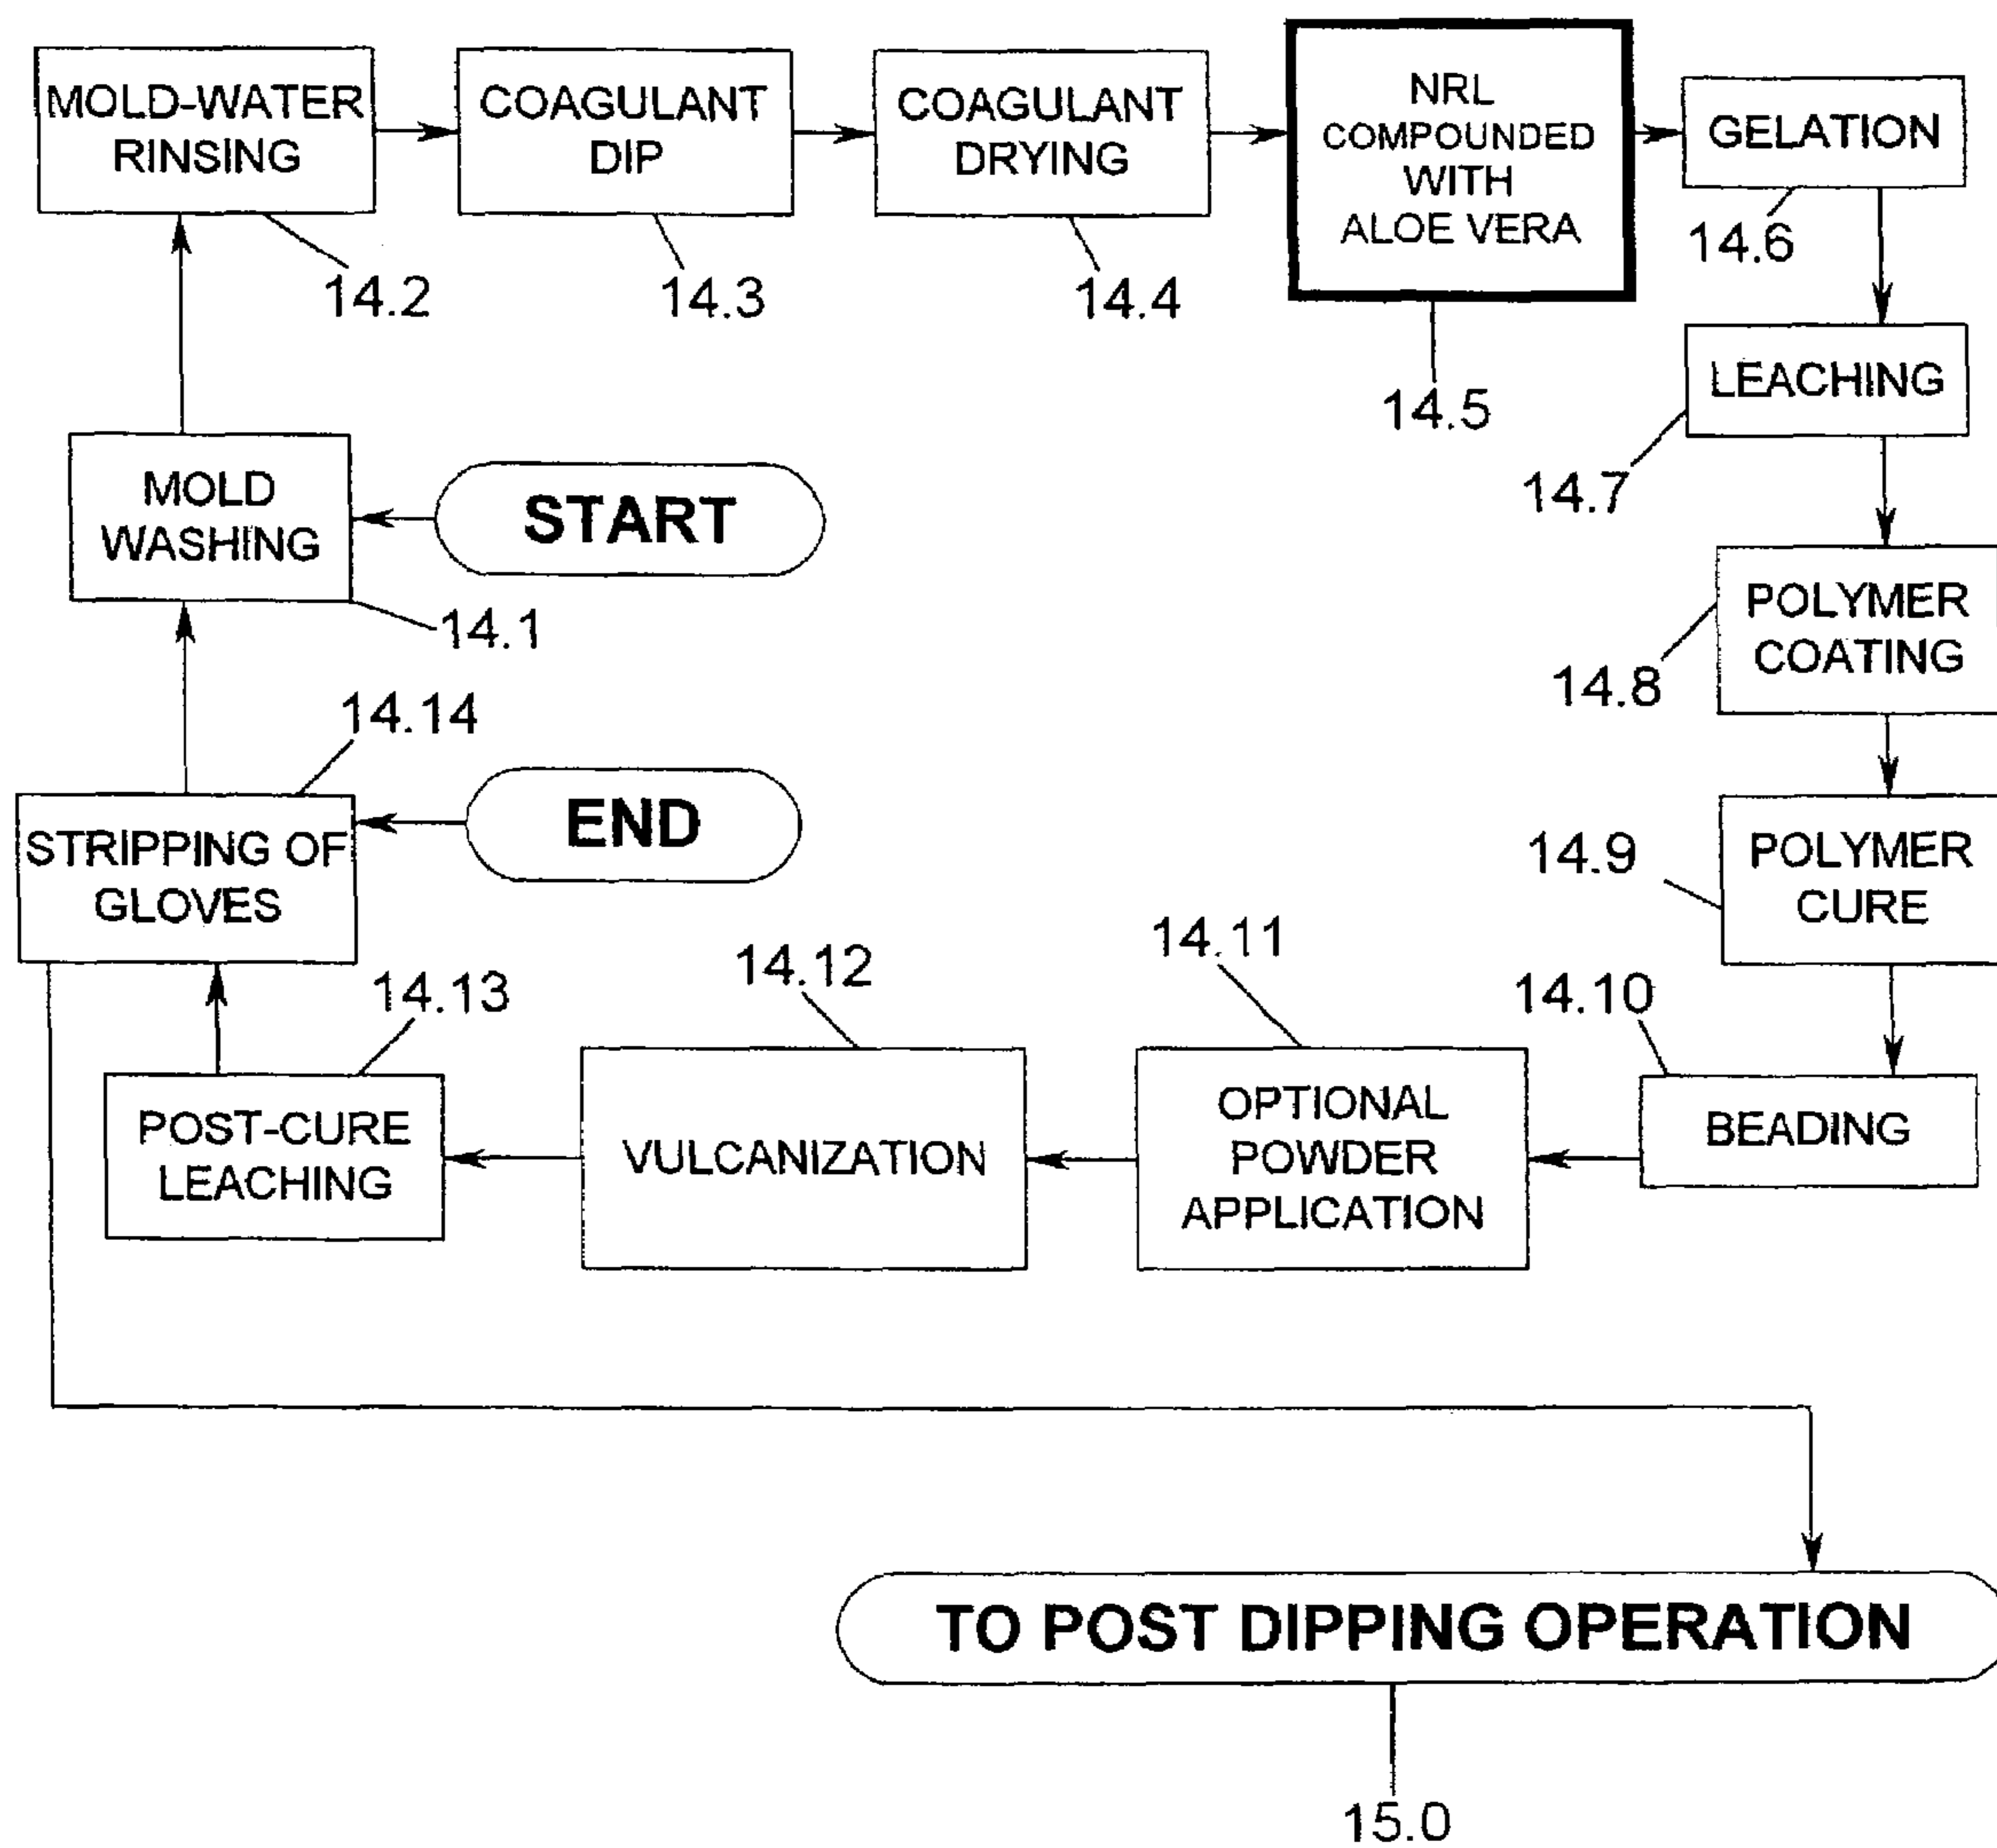 MOLD-WATER
RINSING
14.2
COAGULANT
DIP
14.3
COAGULANT
DRYING
14.4
NRL
COMPOUNDED
WITH
ALOE VERA
14.5
GELATION
14.6
LEACHING
14.7
MOLD
WASHING
14.1
START
POLYMER
COATING
14.8
14.14
STRIPPING OF
GLOVES
END
14.9
POLYMER
CURE
14.10
BEADING
14.11
OPTIONAL
POWDER
APPLICATION
14.12
VULCANIZATION
14.13
POST-CURE
LEACHING
TO POST DIPPING OPERATION
15.0